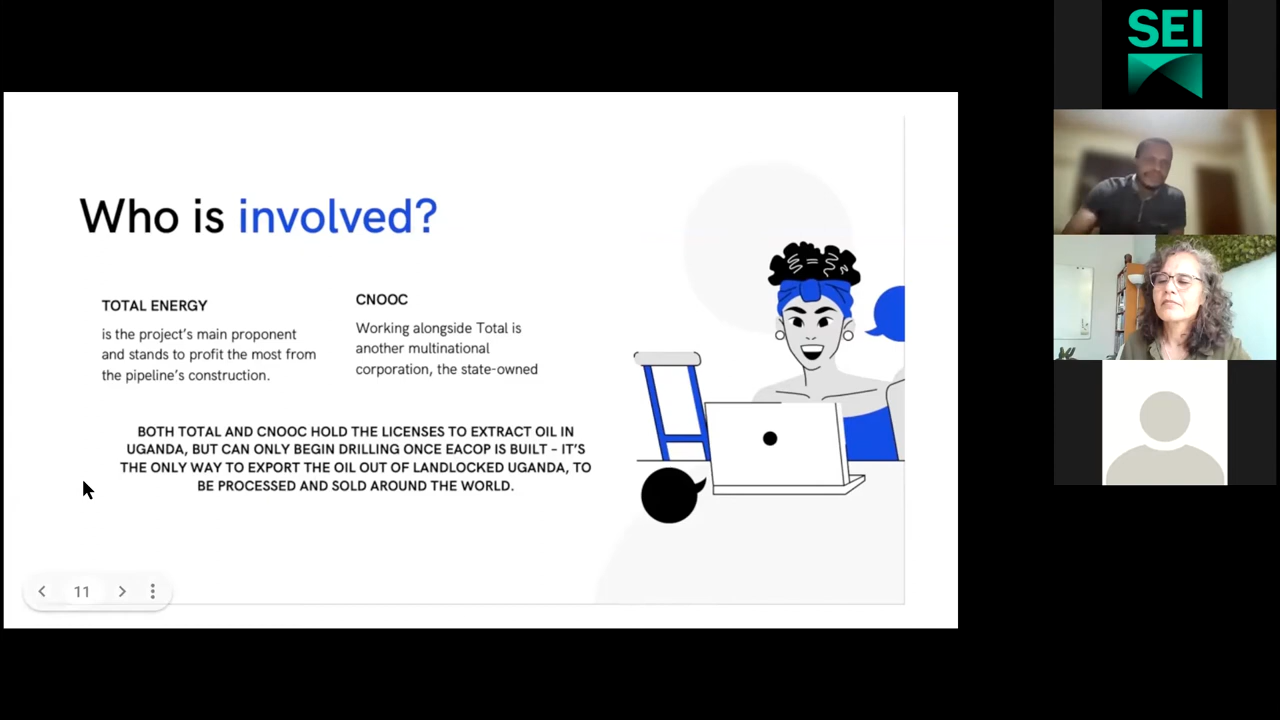 SEI
Who is involved?
TOTAL ENERGY
is the project's main proponent
and stands to profit the most from
the pipeline's construction.
CNOOC
Working alongside Total is
another multinational
corporation, the state-owned
BOTH TOTAL AND CNOOC HOLD THE LICENSES TO EXTRACT OIL IN
UGANDA, BUT CAN ONLY BEGIN DRILLING ONCE EACOP IS BUILT – IT'S
THE ONLY WAY TO EXPORT THE OIL OUT OF LANDLOCKED UGANDA, TO
BE PROCESSED AND SOLD AROUND THE WORLD.
11